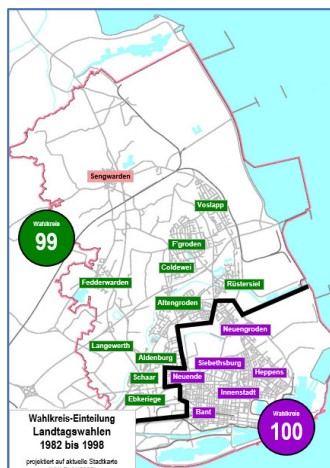 Sengwarden
Voslapp
Wahlkreis
99
F'groden
Coldewei
Fedderwarden
Rüstersiel
Altengroden
Neuengroden
Langewerth
Aldenburg
Siebethsburg
Schaar
Neuende
Heppens
Ebkeriege
Innenstadt
Bant
Wahlkreis
100
Wahlkreis-Einteilung
Landtagswahlen
1982 bis 1998
projektiert auf aktuelle Stadtkarte